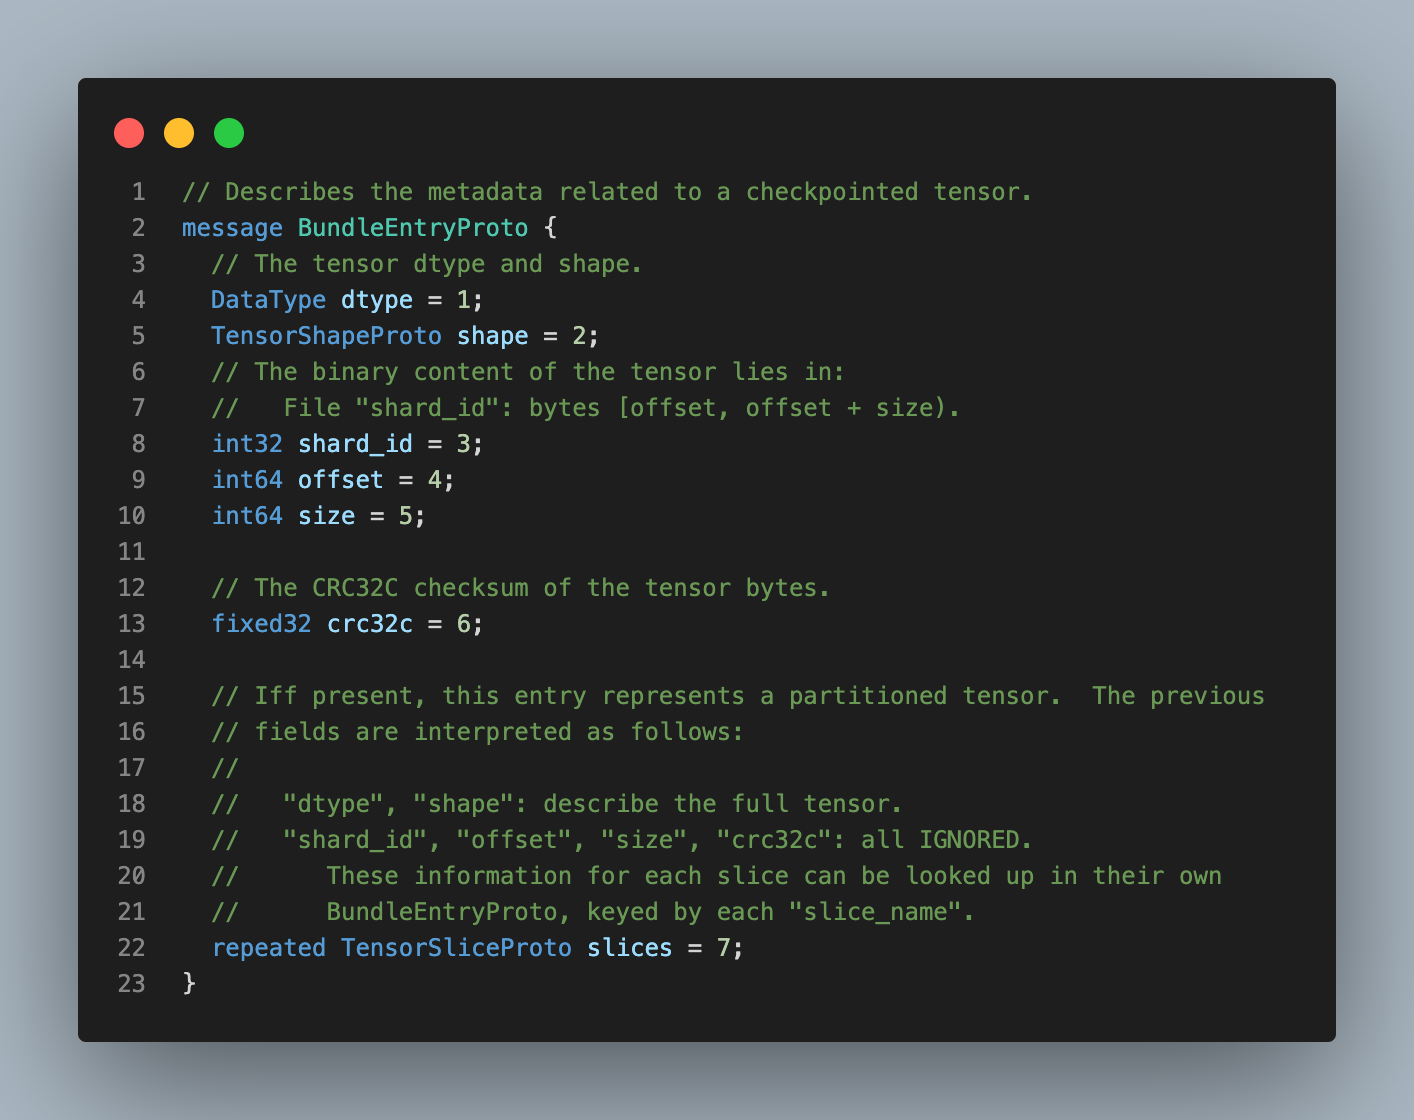 1 // Describes the metadata related to a checkpointed tensor.
2 message BundleEntryProto {
3   // The tensor dtype and shape.
4   DataType dtype = 1;
5   TensorShapeProto shape = 2;
6   // The binary content of the tensor lies in:
7   //   File "shard_id": bytes [offset, offset + size).
8   int32 shard_id = 3;
9   int64 offset = 4;
10   int64 size = 5;
11
12   // The CRC32C checksum of the tensor bytes.
13   fixed32 crc32c = 6;
14
15   // Iff present, this entry represents a partitioned tensor.  The previous
16   // fields are interpreted as follows:
17   //
18   //   "dtype", "shape": describe the full tensor.
19   //   "shard_id", "offset", "size", "crc32c": all IGNORED.
20   //      These information for each slice can be looked up in their own
21   //      BundleEntryProto, keyed by each "slice_name".
22   repeated TensorSliceProto slices = 7;
23 }